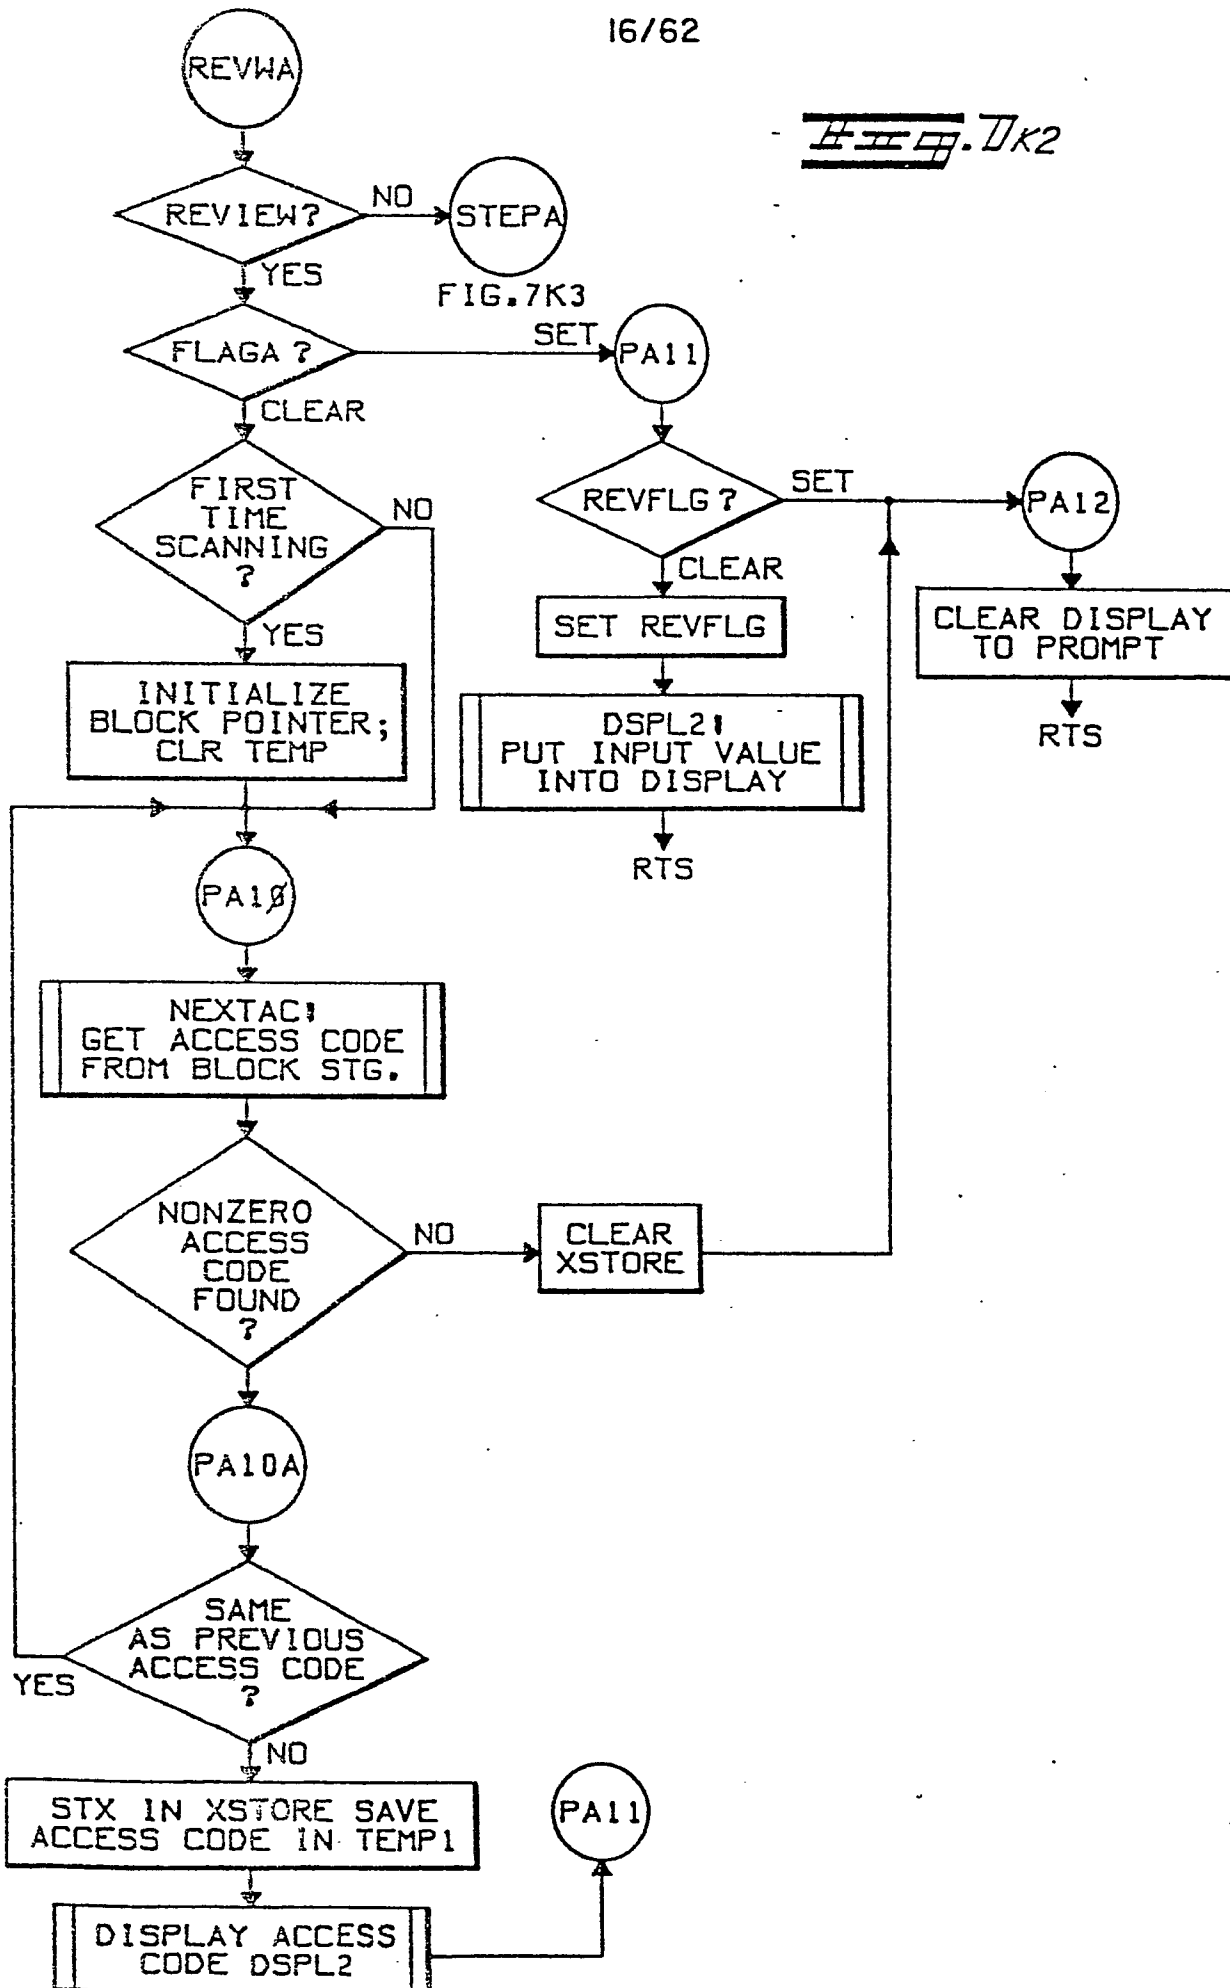 16/62
Fig. 7K2
REVWA
REVIEW?
NO
STEPA
FIG.7K3
YES
FLAGA?
SET
PA11
CLEAR
FIRST
TIME
SCANNING
?
NO
YES
INITIALIZE
BLOCK POINTER;
CLR TEMP
REVFLG?
SET
PA12
CLEAR
SET REVFLG
CLEAR DISPLAY
TO PROMPT
RTS
DSPL2:
PUT INPUT VALUE
INTO DISPLAY
RTS
PA10
NEXTAC:
GET ACCESS CODE
FROM BLOCK STG.
NONZERO
ACCESS
CODE
FOUND
?
NO
CLEAR
XSTORE
PA10A
SAME
AS PREVIOUS
ACCESS CODE
?
YES
NO
STX IN XSTORE SAVE
ACCESS CODE IN TEMP1
PA11
DISPLAY ACCESS
CODE DSPL2